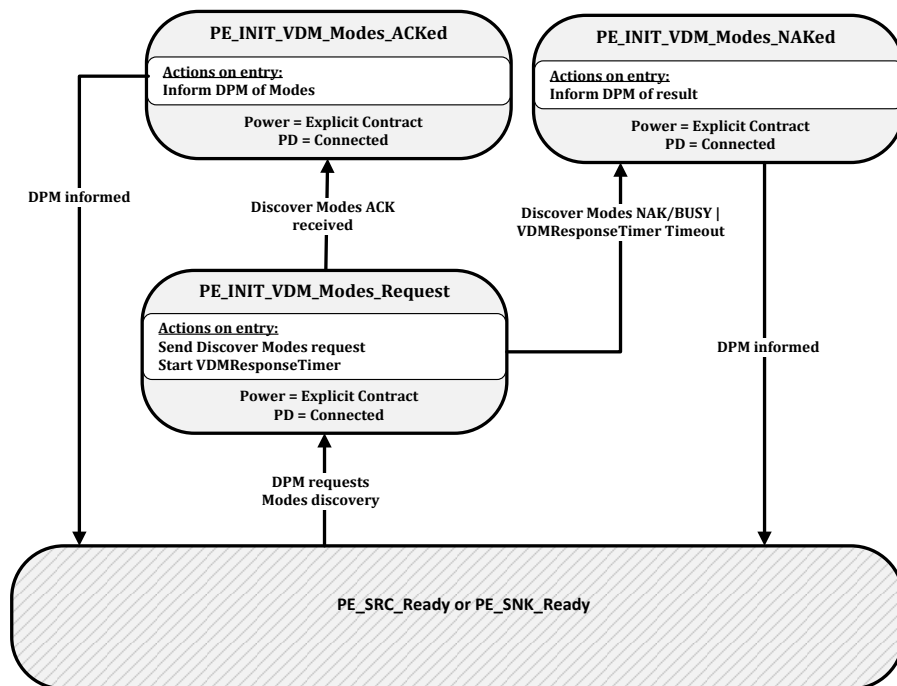 PE_INIT_VDM_Modes_ACKed
Actions on entry:
Inform DPM of Modes
Power = Explicit Contract
PD = Connected
PE_INIT_VDM_Modes_NAKed
Actions on entry:
Inform DPM of result
Power = Explicit Contract
PD = Connected
DPM informed
Discover Modes ACK
received
Discover Modes NAK/BUSY |
VDMResponseTimer Timeout
PE_INIT_VDM_Modes_Request
Actions on entry:
Send Discover Modes request
Start VDMResponseTimer
Power = Explicit Contract
PD = Connected
DPM informed
DPM requests
Modes discovery
PE_SRC_Ready or PE_SNK_Ready